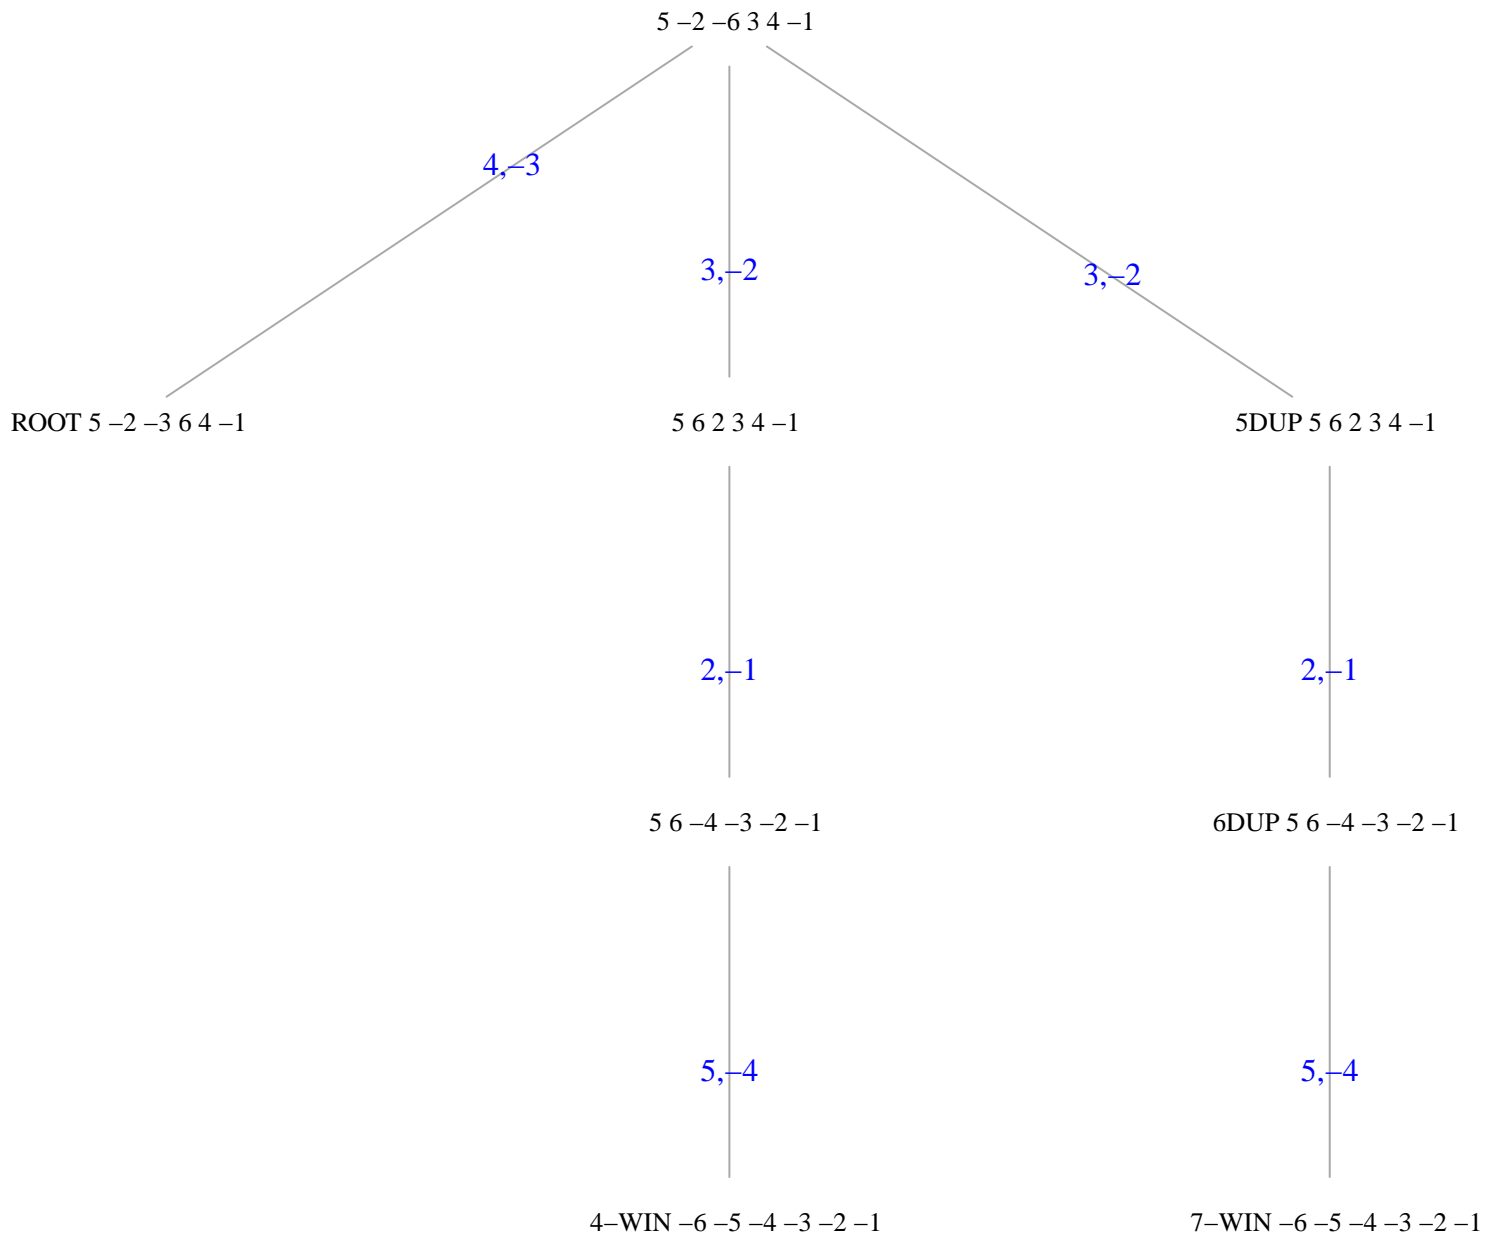 5 –2 –6 3 4 –1
4,–3
3,–2
3,–2
ROOT 5 –2 –3 6 4 –1
5 6 2 3 4 –1
5DUP 5 6 2 3 4 –1
2,–1
2,–1
5 6 –4 –3 –2 –1
6DUP 5 6 –4 –3 –2 –1
5,–4
5,–4
4–WIN –6 –5 –4 –3 –2 –1
7–WIN –6 –5 –4 –3 –2 –1